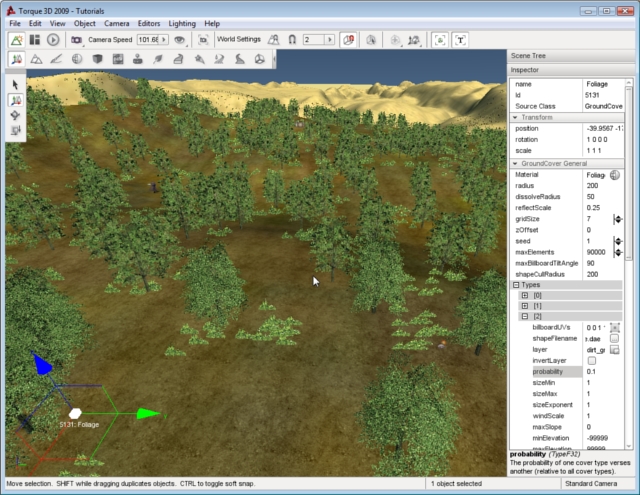 Torque 3D 2009 - Tutorials
File Edit View Object Camera Editors Lighting Help
Camera Speed 101.68 World Settings 2
Scene Tree
Inspector
name Foliage
Id 5131
Source Class GroundCove
Transform
position -39.9567 -17
rotation 1 0 0 0
scale 1 1 1
GroundCover General
Material Foliag
radius 200
dissolveRadius 50
reflectScale 0.25
gridSize 7
zOffset 0
seed 1
maxElements 90000
maxBillboardTiltAngle 90
shapeCullRadius 200
Types
[0]
[1]
[2]
billboardUVs 0 0 1
shapeFilename e.dae
layer dirt_gr
invertLayer
probability 0.1
sizeMin 1
sizeMax 1
sizeExponent 1
windScale 1
maxSlope 0
minElevation -99999
maxElevation 99999
5131: Foliage
probability (TypeF32)
The probability of one cover type verses
another (relative to all cover types).
Move selection. SHIFT while dragging duplicates objects. CTRL to toggle soft snap. 1 object selected Standard Camera